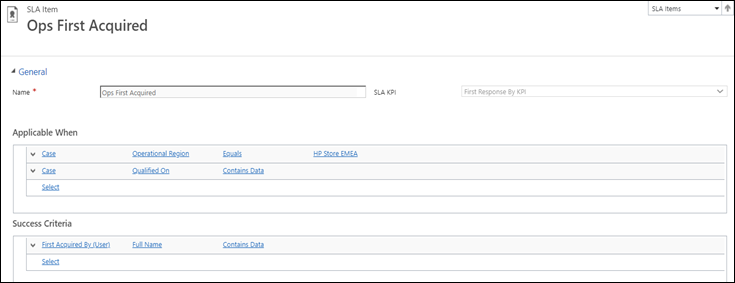 SLA Item
SLA Items
Ops First Acquired
General
Name * Ops First Acquired SLA KPI First Response By KPI
Applicable When
Case Operational Region Equals HP Store EMEA
Case Qualified On Contains Data
Select
Success Criteria
First Acquired By (User) Full Name Contains Data
Select